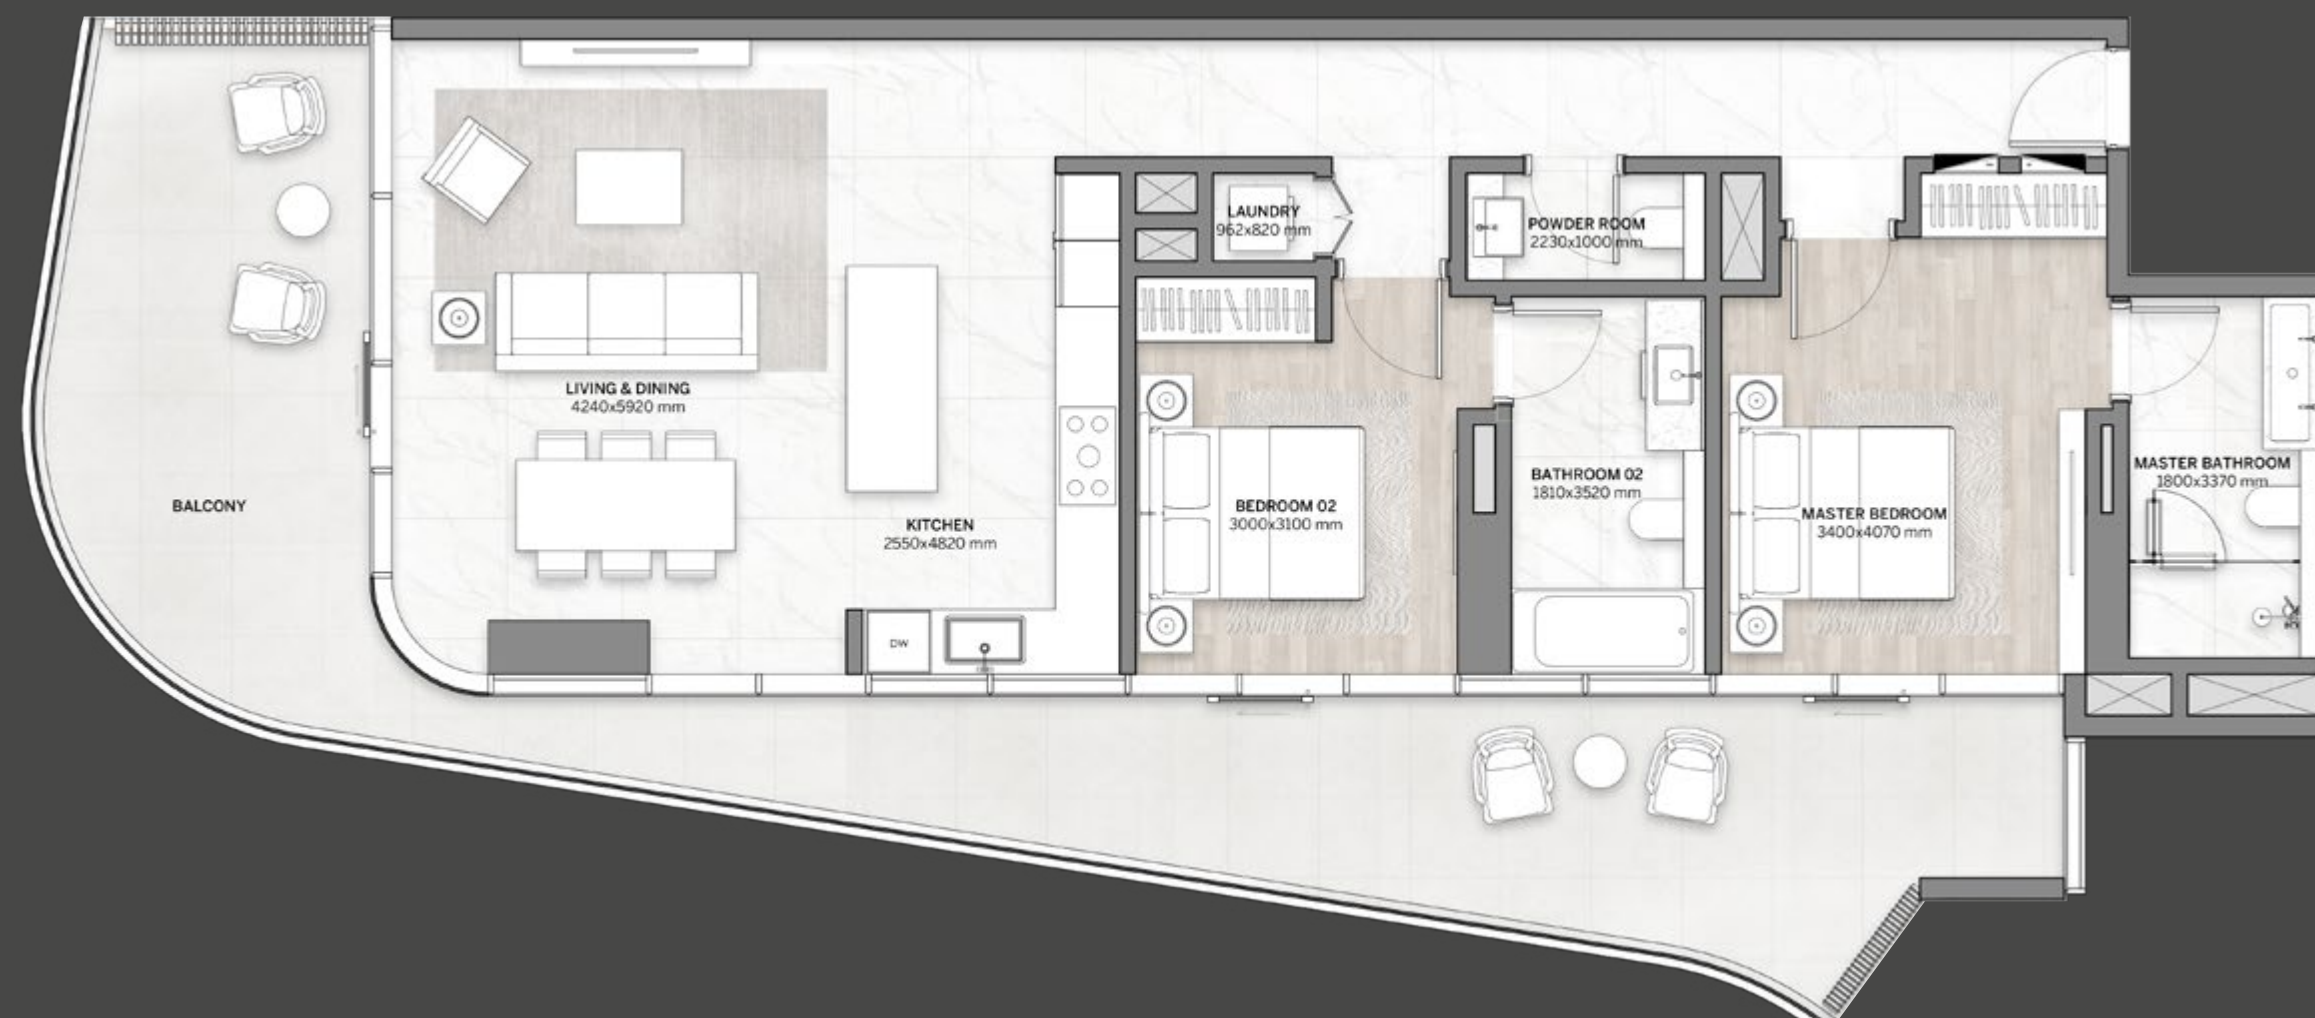 LAUNDRY
962x820 mm
POWDER ROOM
2230x1000 mm
LIVING & DINING
4240x5920 mm
BALCONY
KITCHEN
2550x4820 mm
DW
BEDROOM 02
3000x3100 mm
BATHROOM 02
1810x3520 mm
MASTER BEDROOM
3400x4070 mm
MASTER BATHROOM
1800x3370 mm